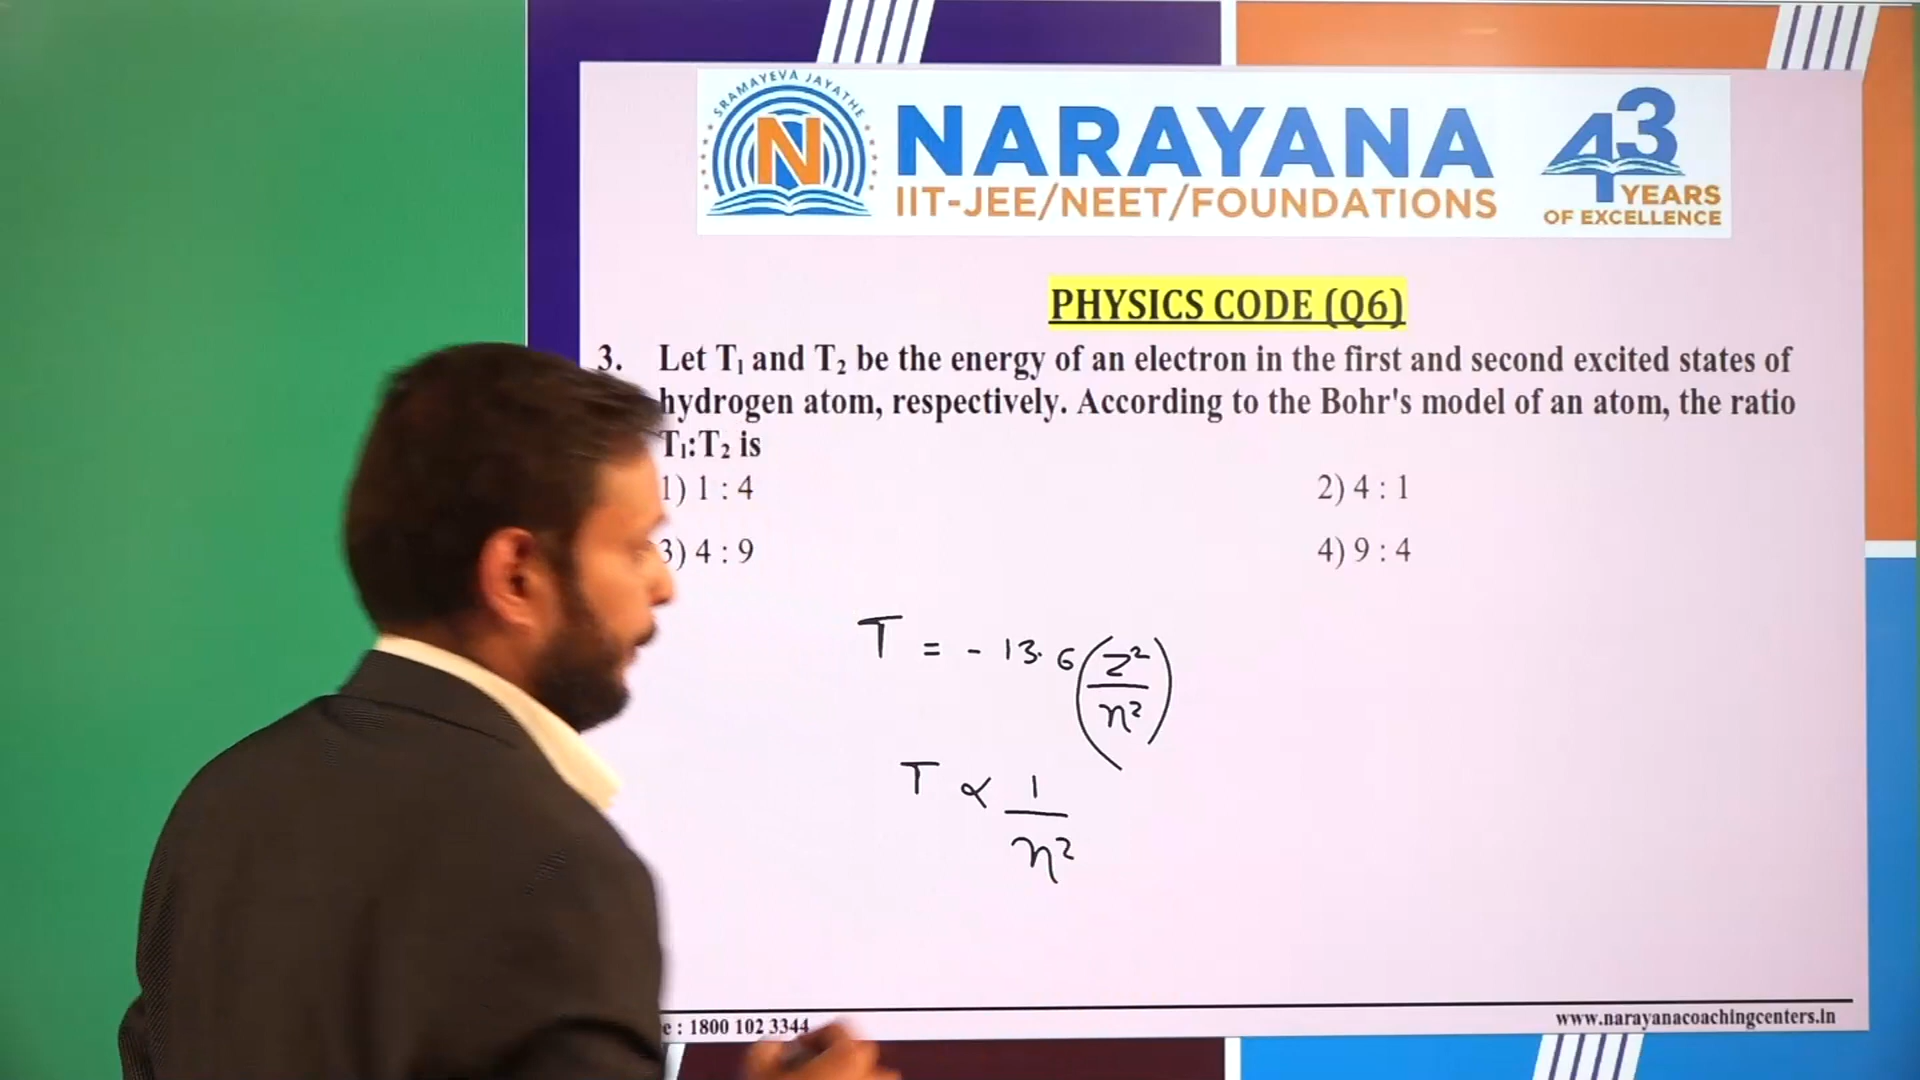 SRAMAYEVA JAYATHE
N
NARAYANA
IIT-JEE/NEET/FOUNDATIONS
43
YEARS
OF EXCELLENCE
PHYSICS CODE (Q6)
3. Let T₁ and T₂ be the energy of an electron in the first and second excited states of
hydrogen atom, respectively. According to the Bohr's model of an atom, the ratio
T₁:T₂ is
1) 1 : 4 2) 4 : 1
3) 4 : 9 4) 9 : 4
T = - 13.6 (Z²/n²)
T ∝ 1/n²
e : 1800 102 3344
www.narayanacoachingcenters.in